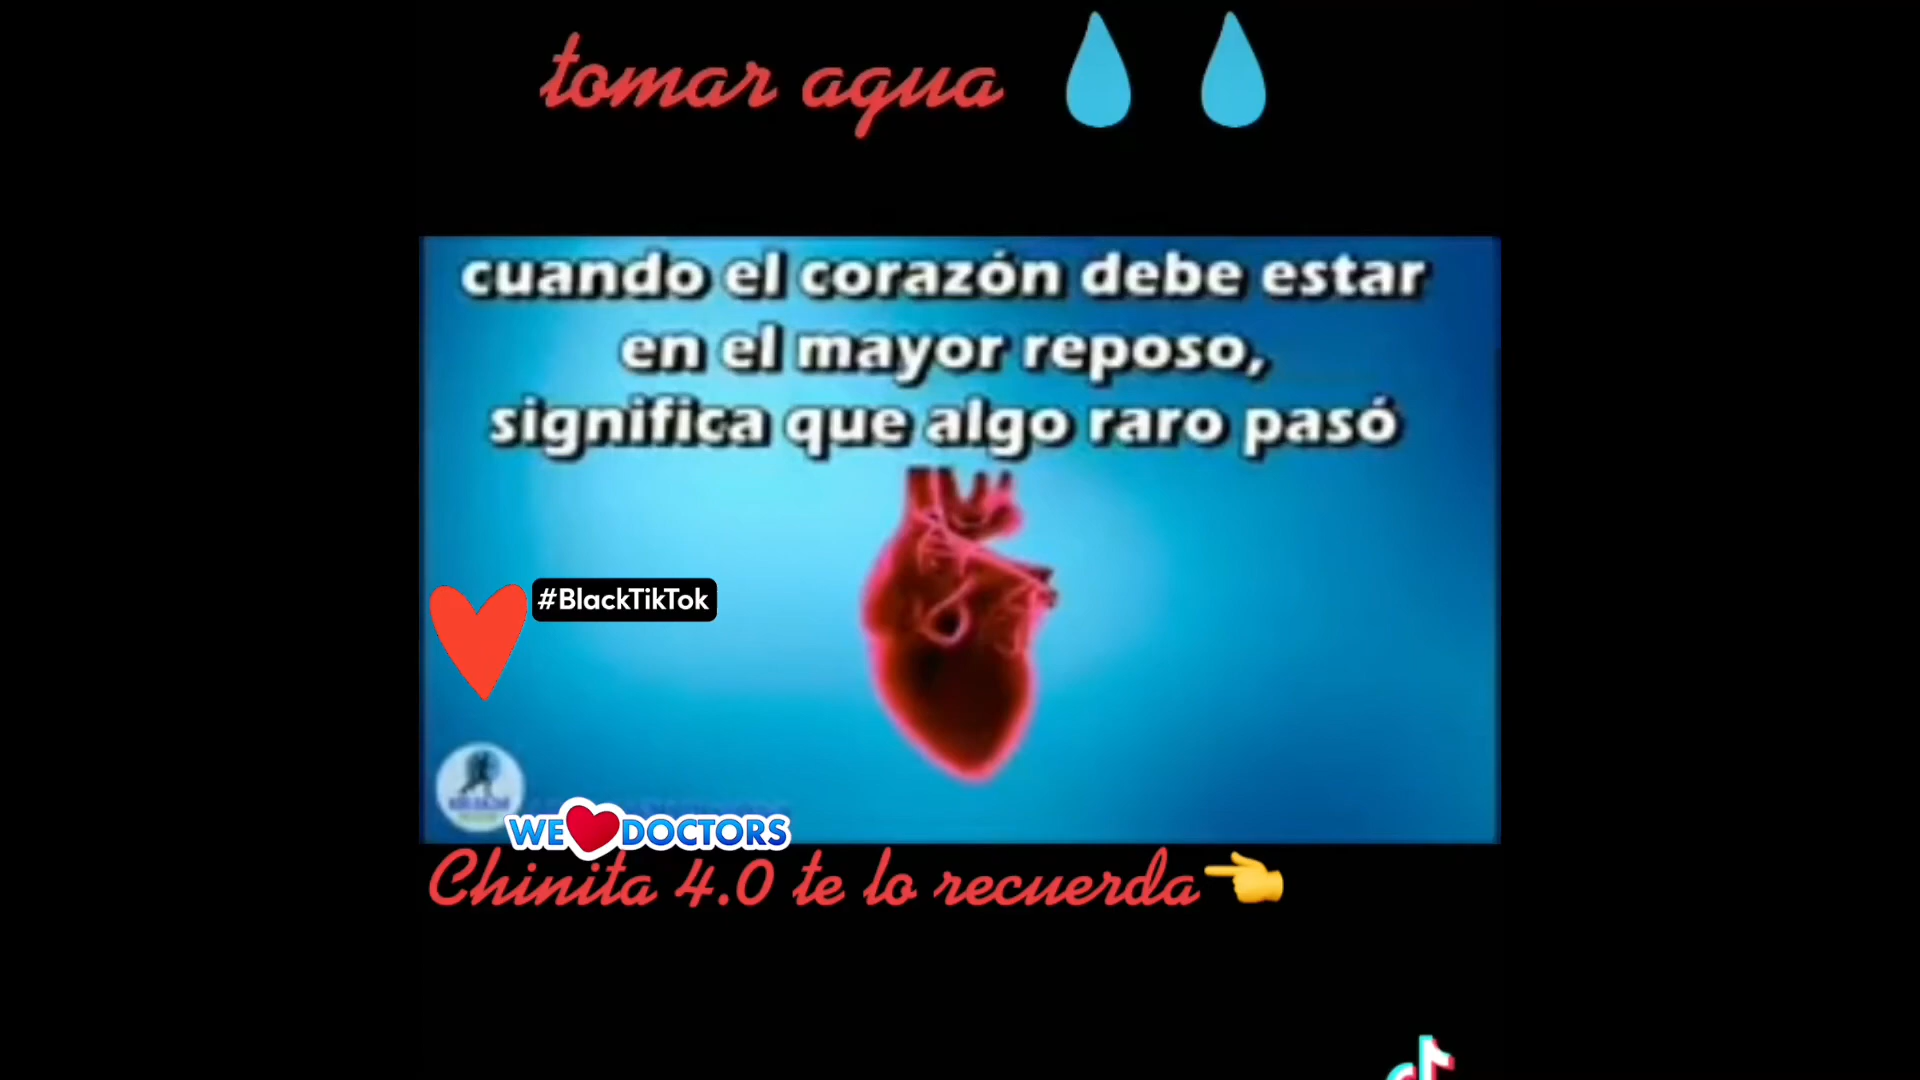 tomar agua
cuando el corazón debe estar
en el mayor reposo,
significa que algo raro pasó
#BlackTikTok
WE DOCTORS
Chinita 4.0 te lo recuerda